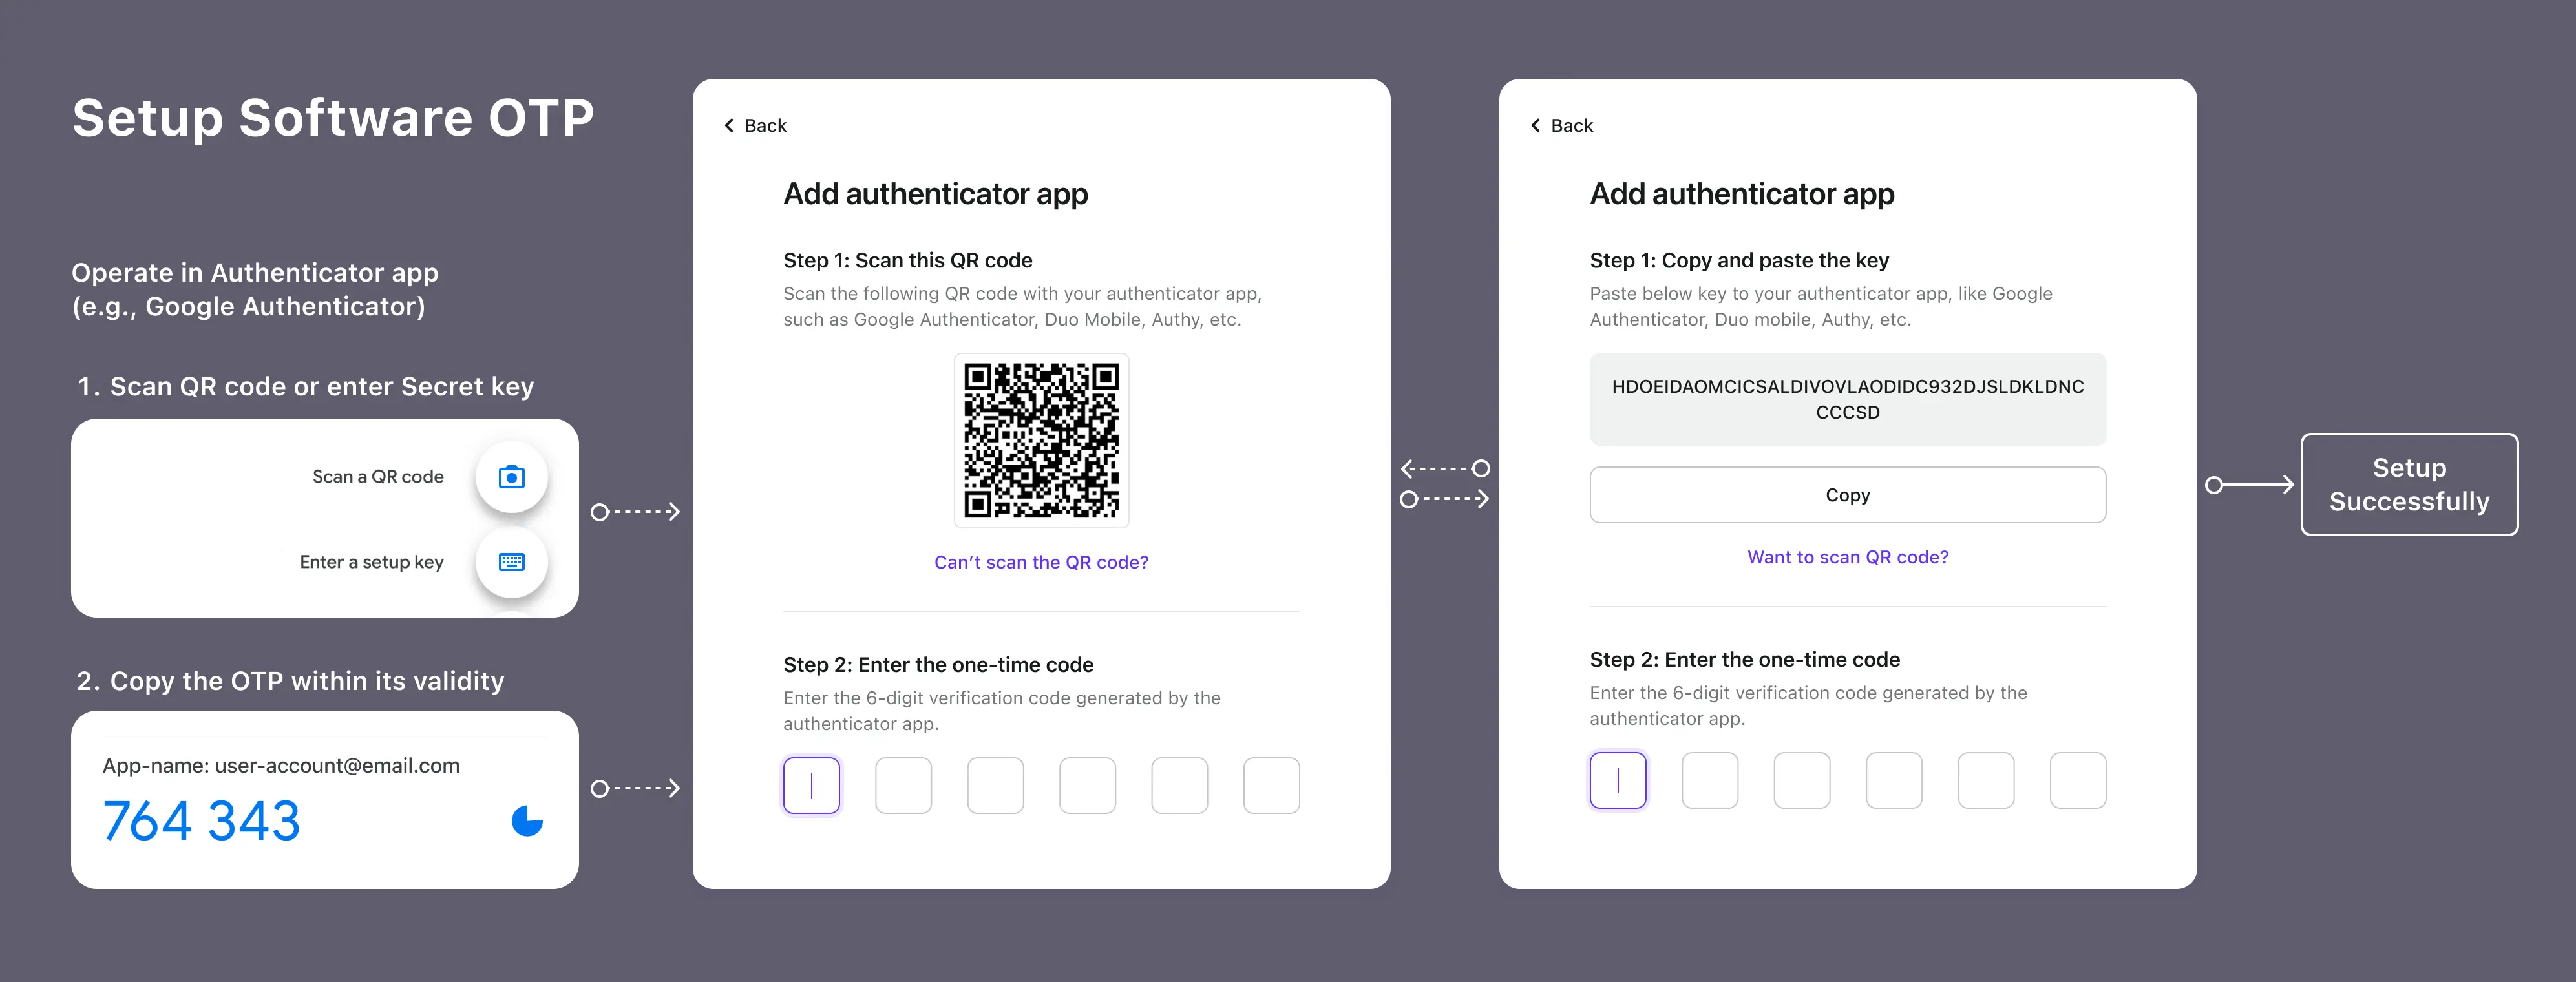 Setup Software OTP
Operate in Authenticator app
(e.g., Google Authenticator)
1. Scan QR code or enter Secret key
Scan a QR code
Enter a setup key
2. Copy the OTP within its validity
App-name: user-account@email.com
764 343
Back
Add authenticator app
Step 1: Scan this QR code
Scan the following QR code with your authenticator app,
such as Google Authenticator, Duo Mobile, Authy, etc.
Can’t scan the QR code?
Step 2: Enter the one-time code
Enter the 6-digit verification code generated by the
authenticator app.
Back
Add authenticator app
Step 1: Copy and paste the key
Paste below key to your authenticator app, like Google
Authenticator, Duo mobile, Authy, etc.
HDOEIDAOMCICSALDIVOVLAODIDC932DJSLDKLDNC
CCCSD
Copy
Want to scan QR code?
Step 2: Enter the one-time code
Enter the 6-digit verification code generated by the
authenticator app.
Setup
Successfully